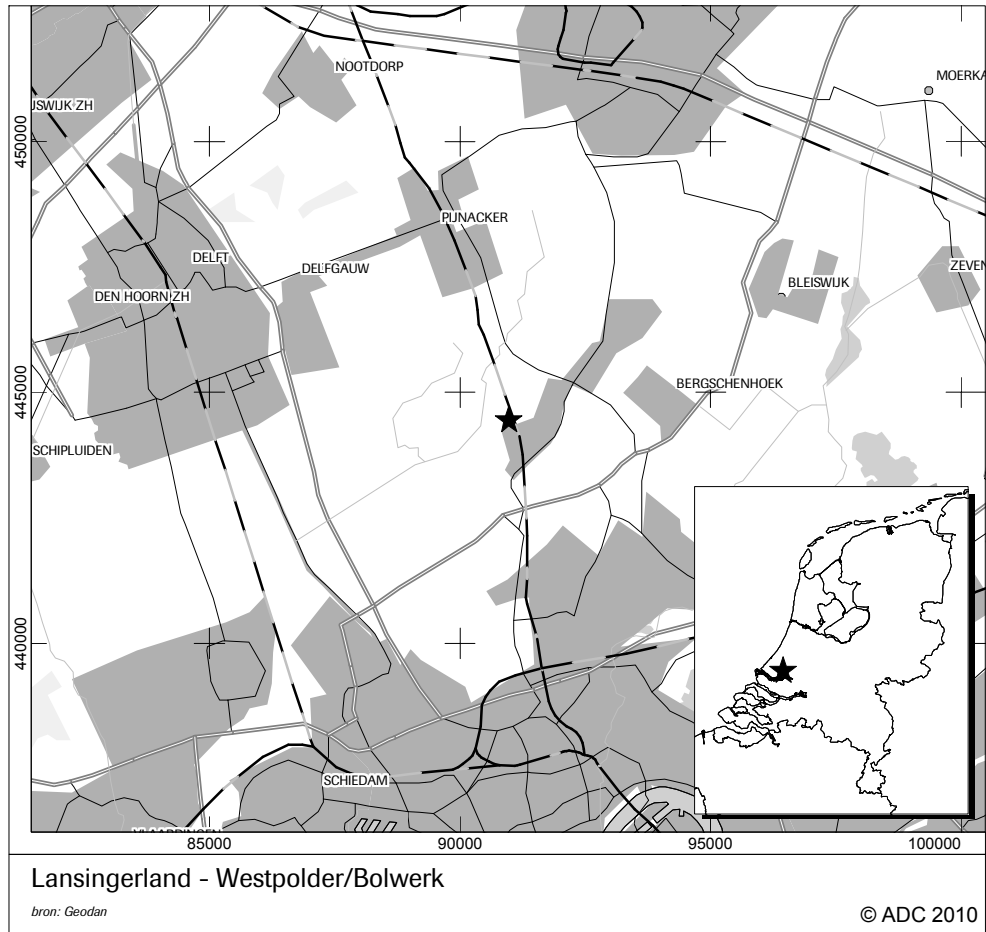 NOOTDORP
MOERKA
JSWIJK ZH
450000
PIJNACKER
DELFT
DELFGAUW
ZEVEN
BLEISWIJK
DEN HOORN ZH
BERGSCHENHOEK
445000
SCHIPLUIDEN
440000
SCHIEDAM
VLAARDINGEN
85000
90000
95000
100000
Lansingerland - Westpolder/Bolwerk
bron: Geodan
© ADC 2010